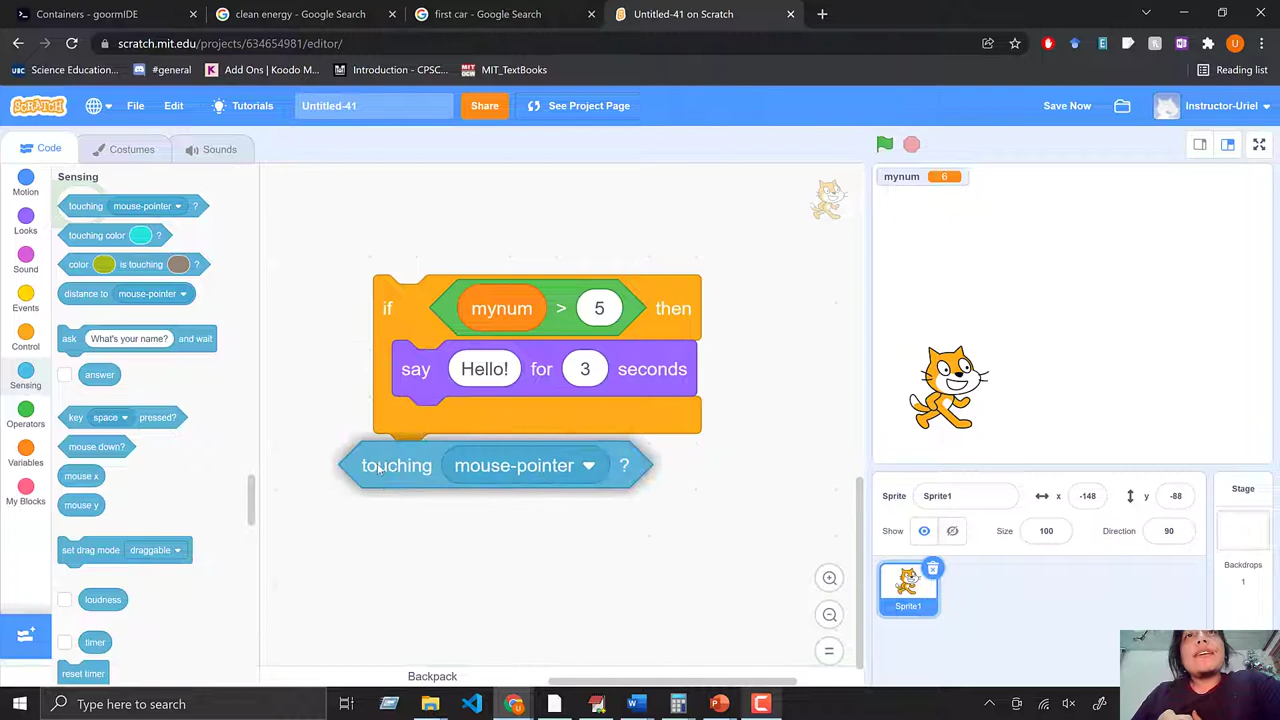 Containers - goormIDE
clean energy - Google Search
first car - Google Search
Untitled-41 on Scratch
scratch.mit.edu/projects/634654981/editor/
Science Education...
#general
Add Ons | Koodo M...
Introduction - CPSC...
MIT_TextBooks
Reading list
SCRATCH
File
Edit
Tutorials
Untitled-41
Share
See Project Page
Save Now
Instructor-Uriel
Code
Costumes
Sounds
Motion
Looks
Sound
Events
Control
Sensing
Operators
Variables
My Blocks
Sensing
touching mouse-pointer ?
touching color ?
color is touching ?
distance to mouse-pointer
ask What's your name? and wait
answer
key space pressed?
mouse down?
mouse x
mouse y
set drag mode draggable
loudness
timer
reset timer
if mynum > 5 then
say Hello! for 3 seconds
touching mouse-pointer ?
Backpack
mynum 6
Sprite Sprite1 x -148 y -88
Show Size 100 Direction 90
Sprite1
Stage
Backdrops
1
Type here to search